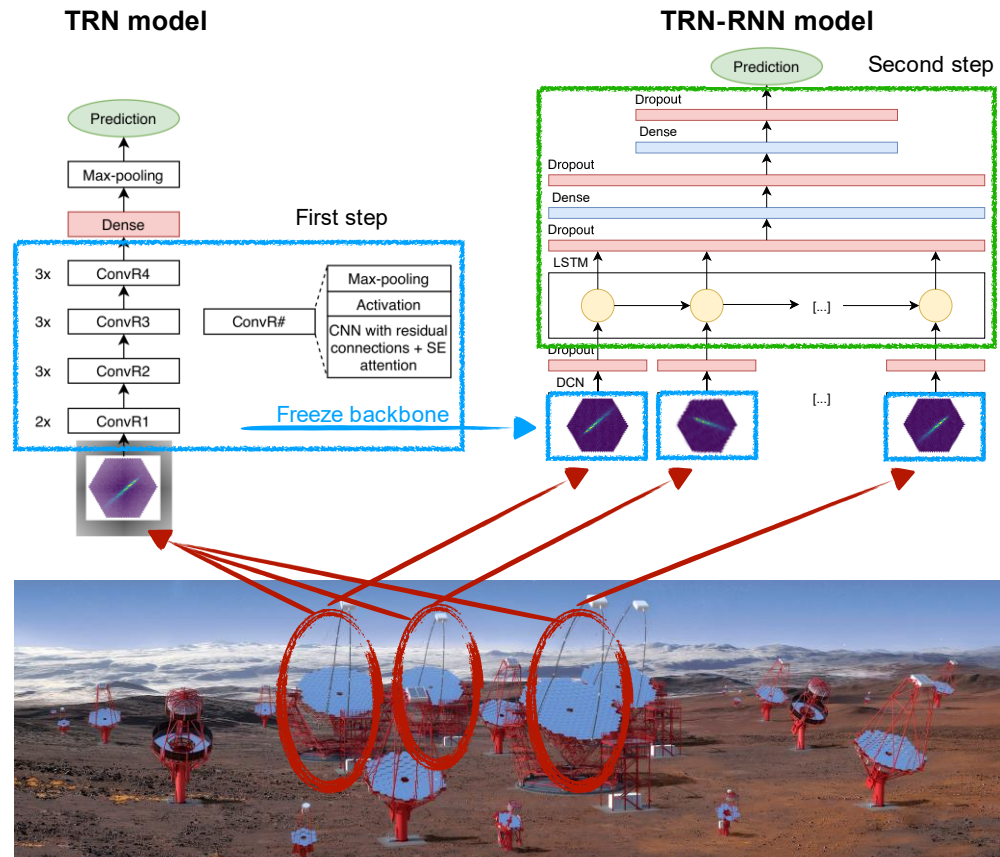 TRN model
Prediction
Max-pooling
Dense
First step
3x ConvR4
3x ConvR3
3x ConvR2
2x ConvR1
ConvR#
Max-pooling
Activation
CNN with residual
connections + SE
attention
Freeze backbone
TRN-RNN model
Prediction
Second step
Dropout
Dense
Dropout
Dense
Dropout
LSTM
[...]
Dropout
DCN
[...]